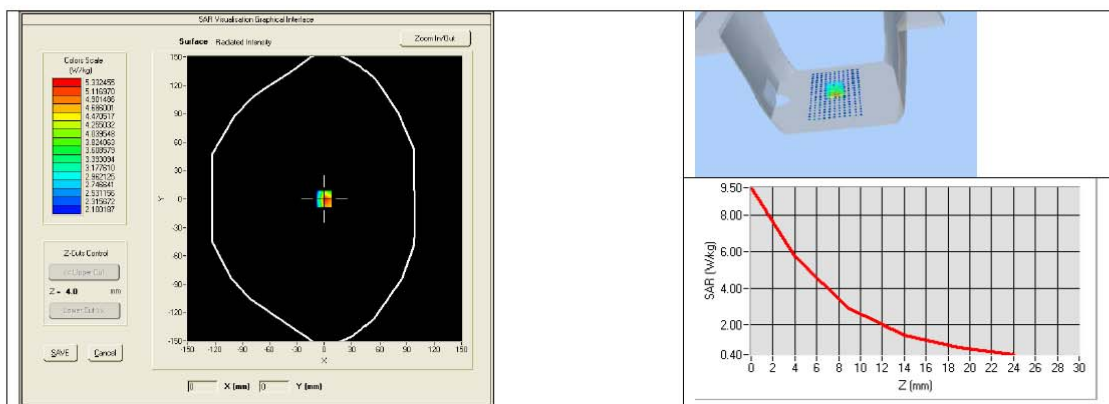 SAR Visualisation Graphical Interface
Surface Radiated Intensity
Zoom In/Out
Colors Scale
(W/kg)
5.332455
5.116970
4.901486
4.686001
4.470517
4.255032
4.039548
3.824063
3.608579
3.393094
3.177610
2.962125
2.746641
2.531156
2.315672
2.100187
Z-Cuts Control
Z = 4.0 mm
SAVE
Cancel
Y
150
120
90
60
30
0
-30
-60
-90
-120
-150
-150 -120 -90 -60 -30 0 30 60 90 120 150
X
0 X (mm) 0 Y (mm)
SAR (W/kg)
9.50
8.00
6.00
4.00
2.00
0.40
0 2 4 6 8 10 12 14 16 18 20 22 24 26 28 30
Z (mm)